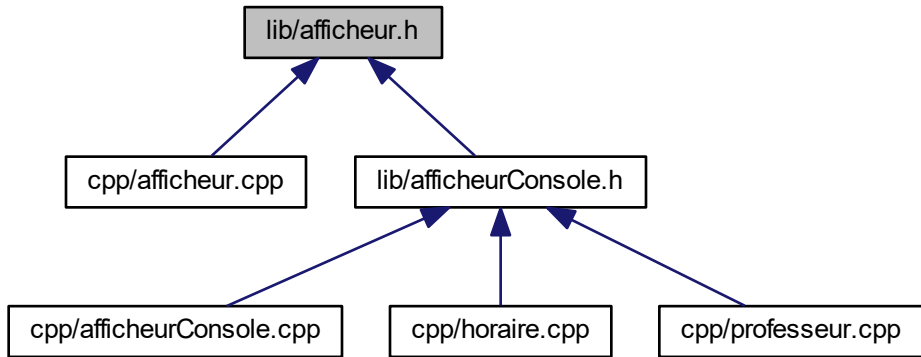 lib/afficheur.h
cpp/afficheur.cpp
lib/afficheurConsole.h
cpp/afficheurConsole.cpp
cpp/horaire.cpp
cpp/professeur.cpp